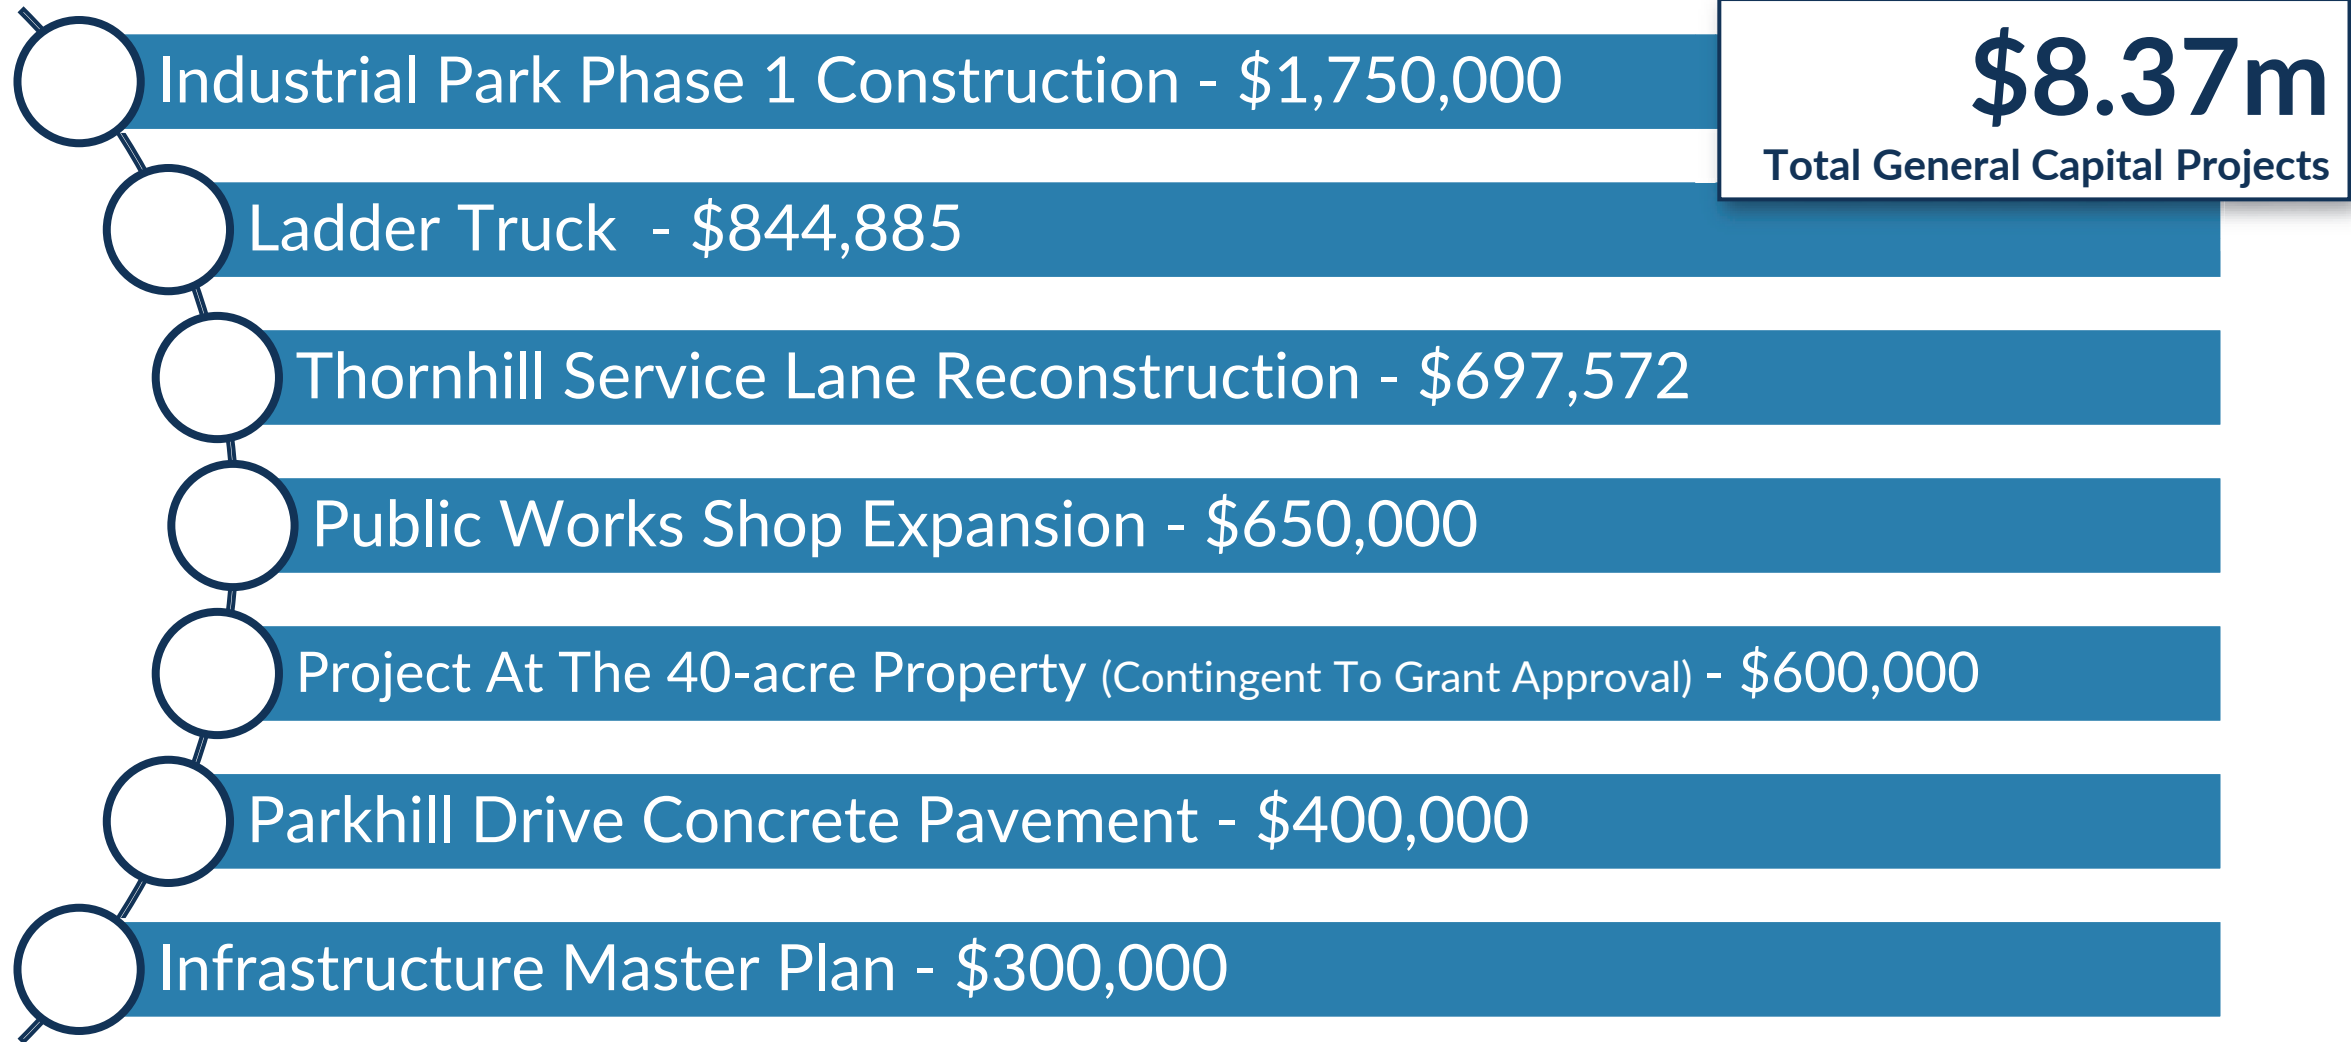 Industrial Park Phase 1 Construction - $1,750,000
$8.37m
Total General Capital Projects
Ladder Truck - $844,885
Thornhill Service Lane Reconstruction - $697,572
Public Works Shop Expansion - $650,000
Project At The 40-acre Property (Contingent To Grant Approval) - $600,000
Parkhill Drive Concrete Pavement - $400,000
Infrastructure Master Plan - $300,000